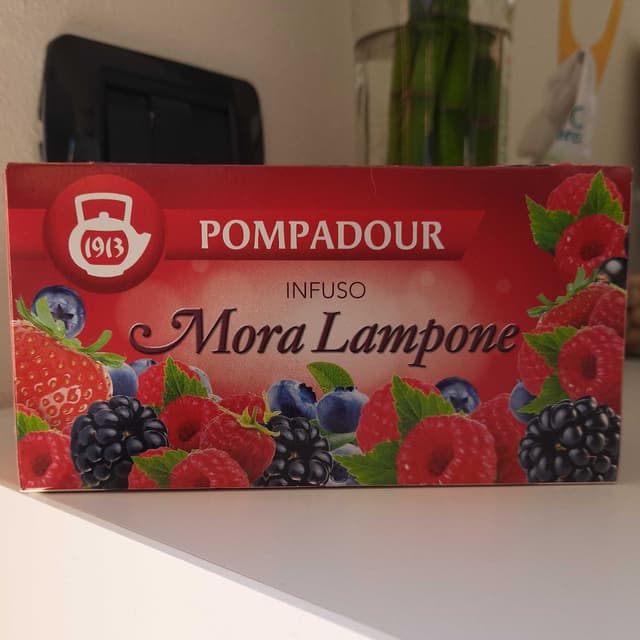 1913
POMPADOUR
INFUSO
Mora Lampone